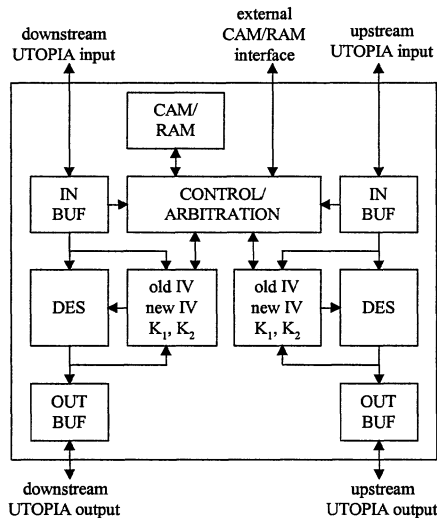 downstream
UTOPIA input
external
CAM/RAM
interface
upstream
UTOPIA input
CAM/
RAM
IN
BUF
CONTROL/
ARBITRATION
IN
BUF
DES
old IV
new IV
K₁, K₂
old IV
new IV
K₁, K₂
DES
OUT
BUF
OUT
BUF
downstream
UTOPIA output
upstream
UTOPIA output